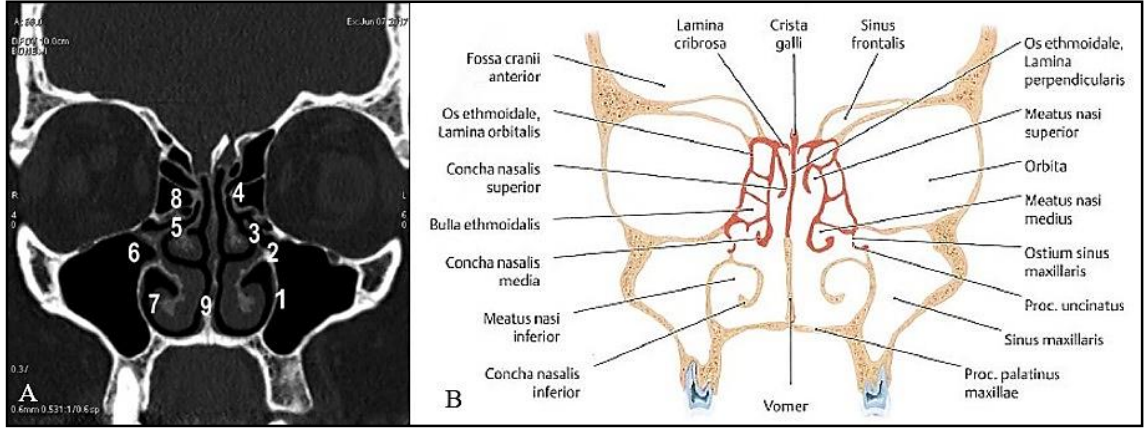 Ex: Jun 07 2017
DFOV 10.0cm
R
L
8
4
5
3
6
2
7
9
1
A
0.6mm 0.531:1/0.6sp
B
Lamina
cribrosa
Crista
galli
Sinus
frontalis
Fossa cranii
anterior
Os ethmoidale,
Lamina orbitalis
Concha nasalis
superior
Bulla ethmoidalis
Concha nasalis
media
Meatus nasi
inferior
Concha nasalis
inferior
Vomer
Os ethmoidale,
Lamina
perpendicularis
Meatus nasi
superior
Orbita
Meatus nasi
medius
Ostium sinus
maxillaris
Proc. uncinatus
Sinus maxillaris
Proc. palatinus
maxillae